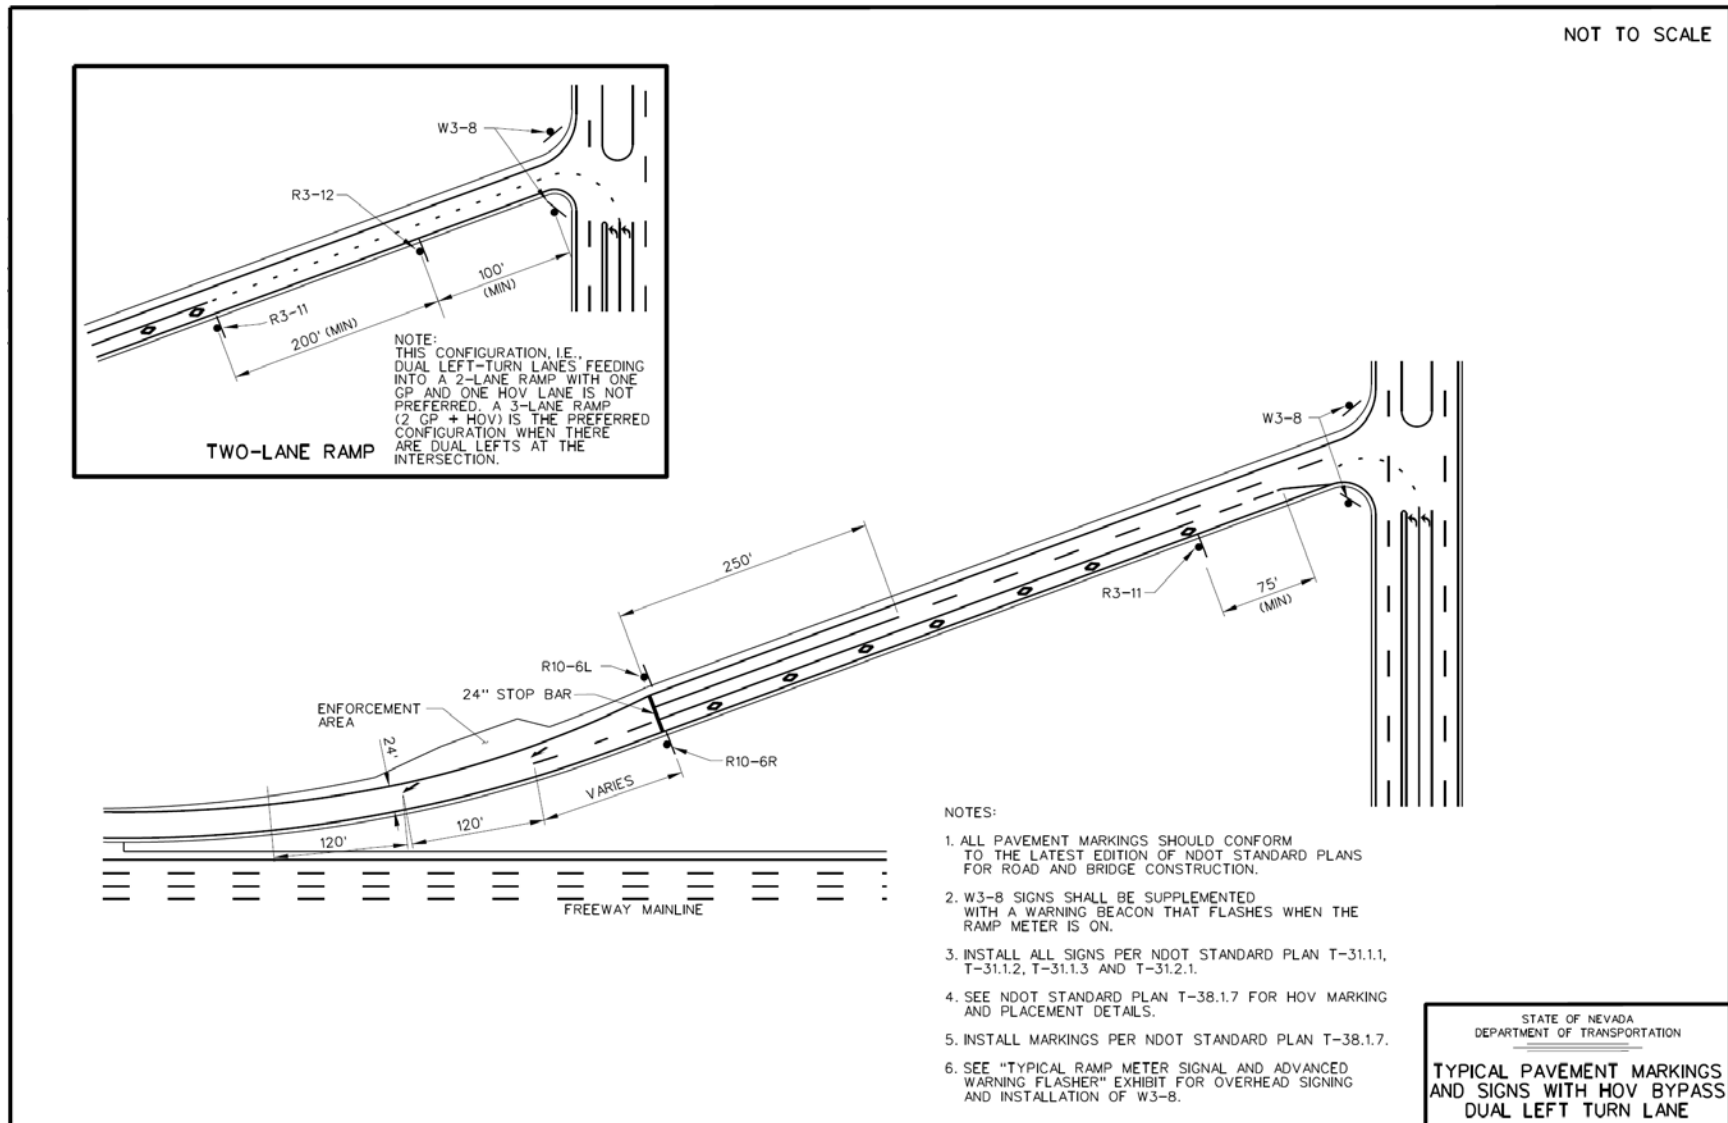 NOT TO SCALE
W3-8
R3-12
100'
(MIN)
R3-11
200' (MIN)
NOTE:
THIS CONFIGURATION, I.E.,
DUAL LEFT-TURN LANES FEEDING
INTO A 2-LANE RAMP WITH ONE
GP AND ONE HOV LANE IS NOT
PREFERRED. A 3-LANE RAMP
(2 GP + HOV) IS THE PREFERRED
CONFIGURATION WHEN THERE
ARE DUAL LEFTS AT THE
INTERSECTION.
TWO-LANE RAMP
W3-8
250'
R3-11
75'
(MIN)
R10-6L
24" STOP BAR
ENFORCEMENT
AREA
24'
R10-6R
VARIES
120'
120'
FREEWAY MAINLINE
NOTES:
1. ALL PAVEMENT MARKINGS SHOULD CONFORM
TO THE LATEST EDITION OF NDOT STANDARD PLANS
FOR ROAD AND BRIDGE CONSTRUCTION.
2. W3-8 SIGNS SHALL BE SUPPLEMENTED
WITH A WARNING BEACON THAT FLASHES WHEN THE
RAMP METER IS ON.
3. INSTALL ALL SIGNS PER NDOT STANDARD PLAN T-31.1.1,
T-31.1.2, T-31.1.3 AND T-31.2.1.
4. SEE NDOT STANDARD PLAN T-38.1.7 FOR HOV MARKING
AND PLACEMENT DETAILS.
5. INSTALL MARKINGS PER NDOT STANDARD PLAN T-38.1.7.
6. SEE "TYPICAL RAMP METER SIGNAL AND ADVANCED
WARNING FLASHER" EXHIBIT FOR OVERHEAD SIGNING
AND INSTALLATION OF W3-8.
STATE OF NEVADA
DEPARTMENT OF TRANSPORTATION
TYPICAL PAVEMENT MARKINGS
AND SIGNS WITH HOV BYPASS
DUAL LEFT TURN LANE